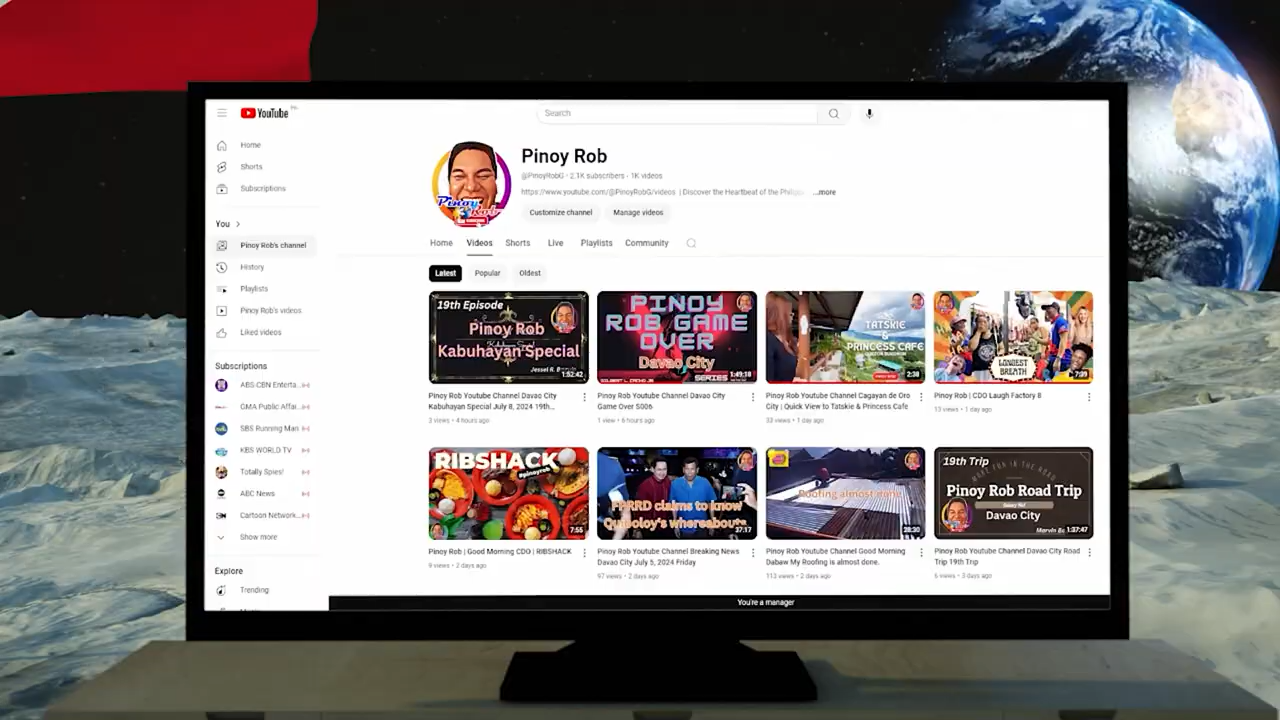 YouTube
PH
Search
Home
Shorts
Subscriptions
You
Pinoy Rob's channel
History
Playlists
Pinoy Rob's videos
Liked videos
Subscriptions
ABS-CBN Enterta...
GMA Public Affai...
SBS Running Man
KBS WORLD TV
Totally Spies!
ABC News
Cartoon Network...
Show more
Explore
Trending
Pinoy Rob
@PinoyRobG · 2.1K subscribers · 1K videos
https://www.youtube.com/@PinoyRobG/videos | Discover the Heartbeat of the Philipp ...more
Customize channel
Manage videos
Home
Videos
Shorts
Live
Playlists
Community
Latest
Popular
Oldest
19th Episode
Pinoy Rob
Kabuhayan Special
Jessel R.
1:52:42
Pinoy Rob Youtube Channel Davao City
Kabuhayan Special July 8, 2024 19th...
3 views · 4 hours ago
PINOY
ROB GAME
OVER
Davao City
SERIES
1:49:18
Pinoy Rob Youtube Channel Davao City
Game Over S006
1 view · 6 hours ago
TATSKIE
&
PRINCESS CAFE
2:38
Pinoy Rob Youtube Channel Cagayan de Oro
City | Quick View to Tatskie & Princess Cafe
33 views · 1 day ago
LONGEST
BREATH
7:39
Pinoy Rob | CDO Laugh Factory 8
13 views · 1 day ago
RIBSHACK
#pinoyrob
7:55
Pinoy Rob | Good Morning CDO | RIBSHACK
9 views · 2 days ago
FPRRD claims to know
Quiboloy's whereabouts
37:17
Pinoy Rob Youtube Channel Breaking News
Davao City July 5, 2024 Friday
97 views · 2 days ago
Roofing almost done
28:30
Pinoy Rob Youtube Channel Good Morning
Dabaw My Roofing is almost done.
113 views · 2 days ago
19th Trip
MORE FUN IN THE ROAD
Pinoy Rob Road Trip
Davao City
1:37:47
Pinoy Rob Youtube Channel Davao City Road
Trip 19th Trip
6 views · 3 days ago
You're a manager